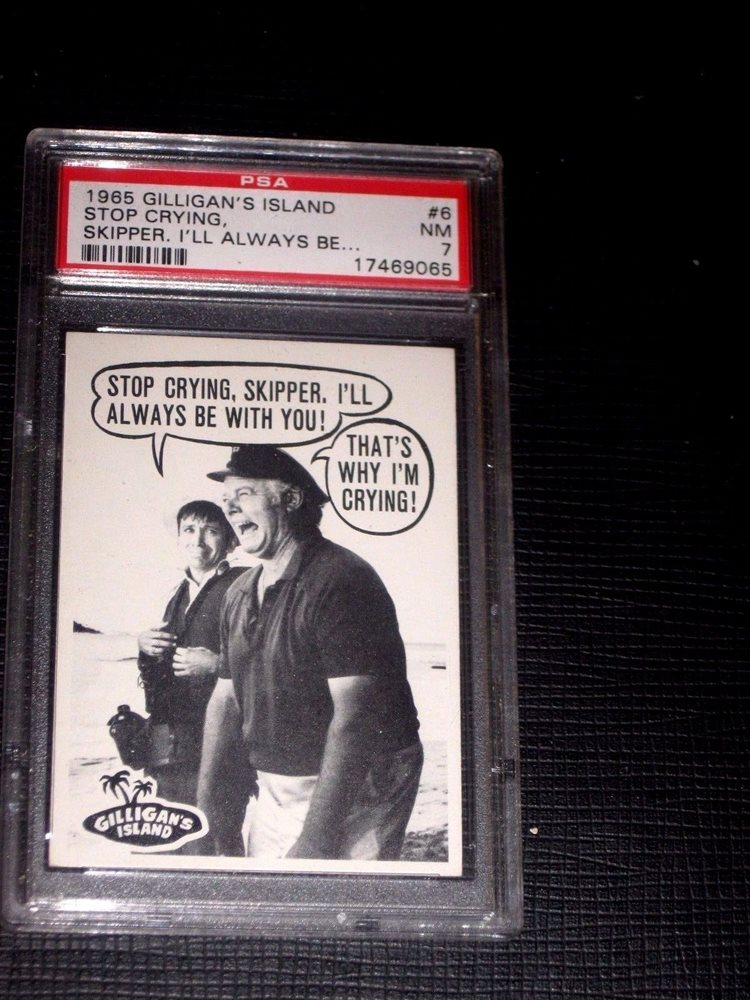 PSA
1965 GILLIGAN'S ISLAND
#6
STOP CRYING,
NM
SKIPPER. I'LL ALWAYS BE...
7
17469065
STOP CRYING, SKIPPER. I'LL
ALWAYS BE WITH YOU!
THAT'S
WHY I'M
CRYING!
GILLIGAN'S
ISLAND